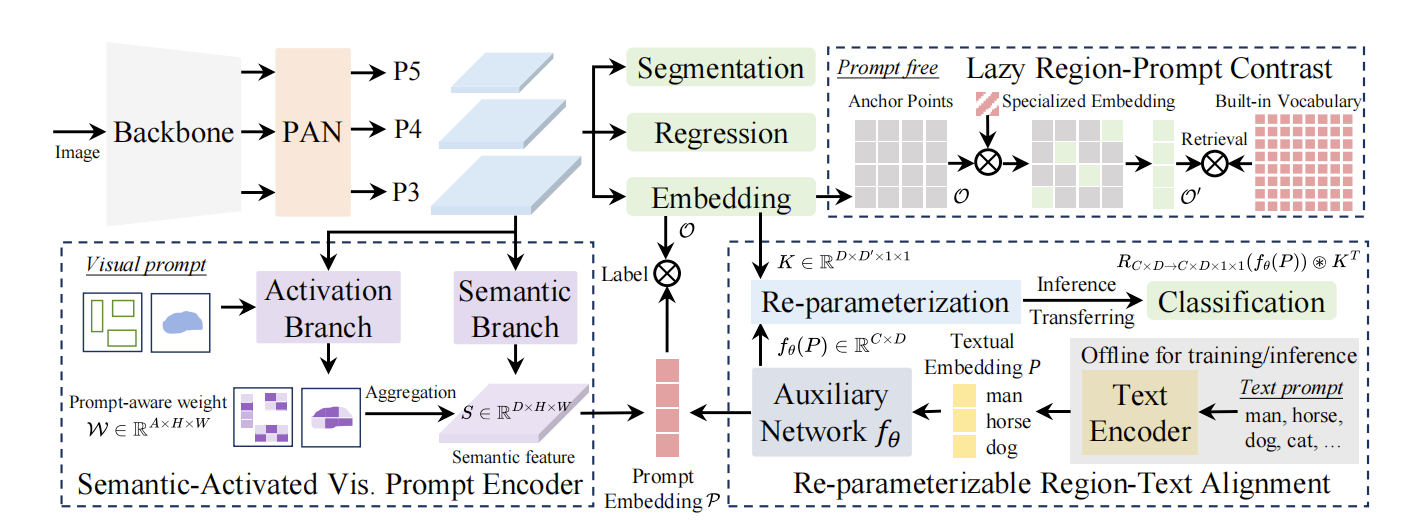 Image
Backbone
PAN
P5
P4
P3
Segmentation
Regression
Embedding
Prompt free
Lazy Region-Prompt Contrast
Anchor Points
Specialized Embedding
Built-in Vocabulary
Retrieval
𝒪
𝒪′
Visual prompt
Activation
Branch
Semantic
Branch
Prompt-aware weight
𝒲 ∈ ℝ^{A×H×W}
Aggregation
S ∈ ℝ^{D×H×W}
Semantic feature
Semantic-Activated Vis. Prompt Encoder
𝒪
Label
Prompt
Embedding 𝒫
K ∈ ℝ^{D×D′×1×1}
R_{C×D→C×D×1×1}(f_θ(P)) ⊛ K^T
Re-parameterization
Inference
Transferring
Classification
f_θ(P) ∈ ℝ^{C×D}
Textual
Embedding P
Auxiliary
Network f_θ
man
horse
dog
Offline for training/inference
Text
Encoder
Text prompt
man, horse,
dog, cat, …
Re-parameterizable Region-Text Alignment